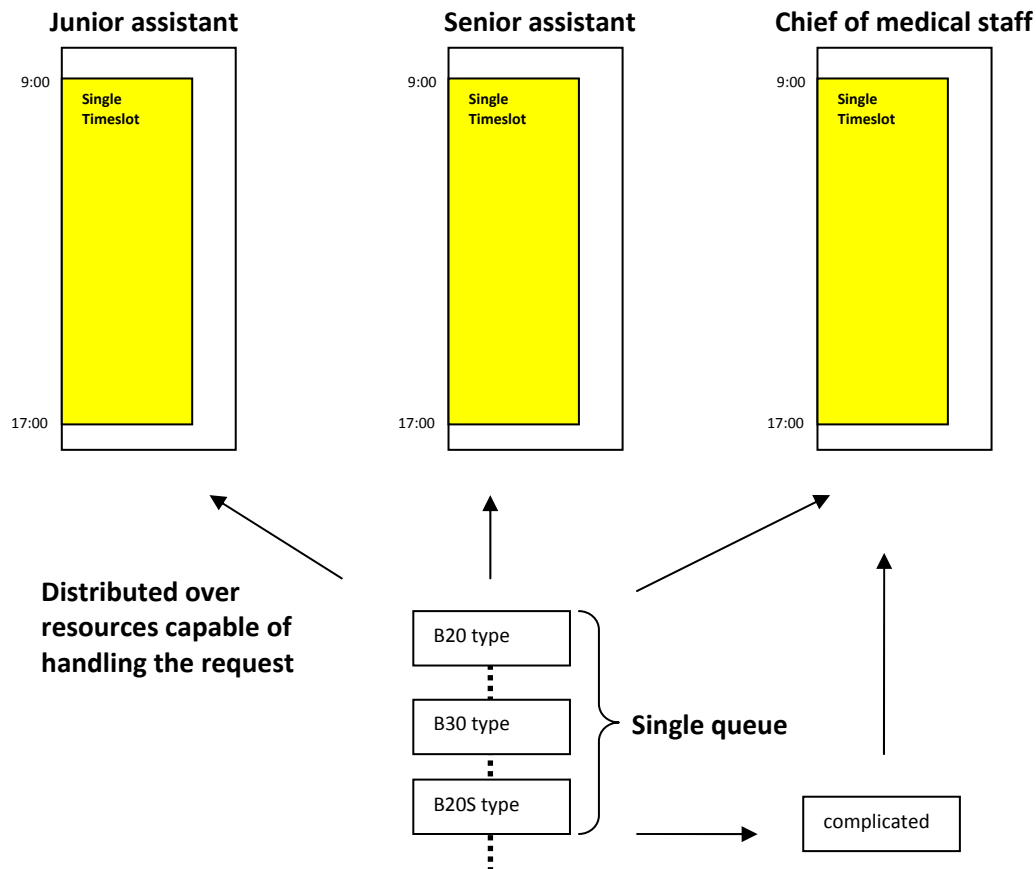 Junior assistant
Senior assistant
Chief of medical staff
9:00
Single
Timeslot
9:00
Single
Timeslot
9:00
Single
Timeslot
17:00
17:00
17:00
Distributed over
resources capable of
handling the request
B20 type
B30 type
Single queue
B20S type
complicated